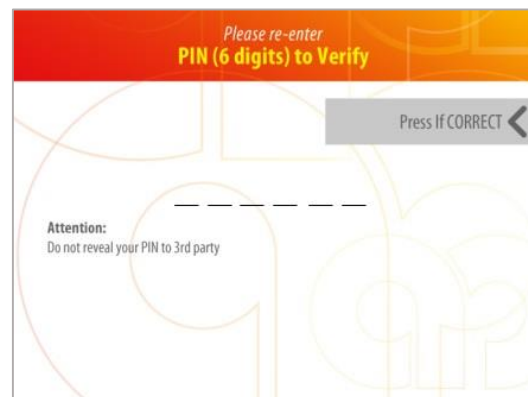 Please re-enter
PIN (6 digits) to Verify
Press If CORRECT
Attention:
Do not reveal your PIN to 3rd party